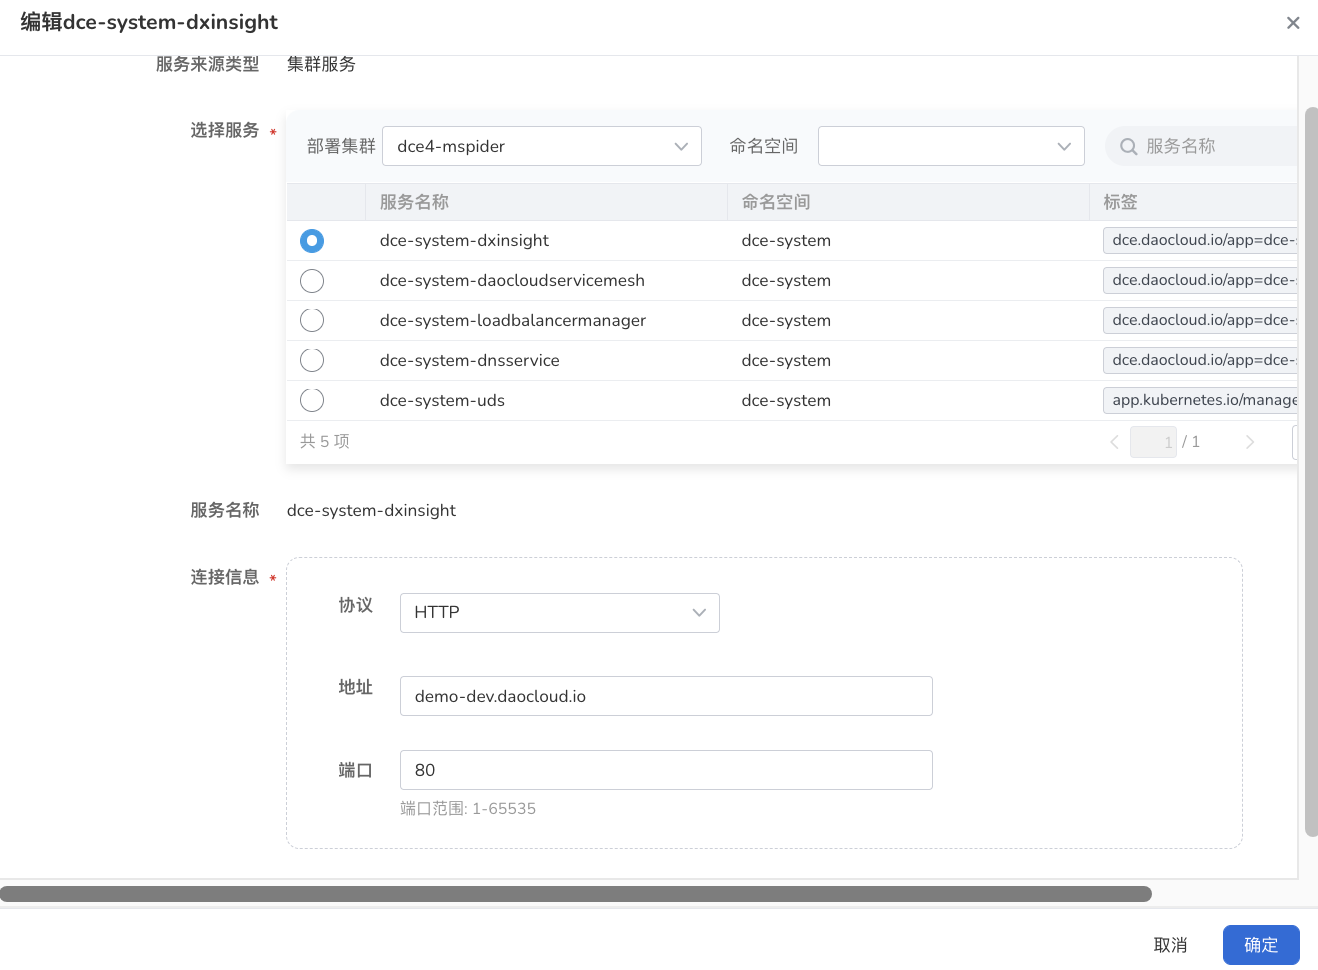 编辑dce-system-dxinsight
服务来源类型 集群服务
选择服务 *
部署集群 dce4-mspider 命名空间 服务名称
服务名称 命名空间 标签
dce-system-dxinsight dce-system dce.daocloud.io/app=dce-
dce-system-daocloudservicemesh dce-system dce.daocloud.io/app=dce-
dce-system-loadbalancermanager dce-system dce.daocloud.io/app=dce-
dce-system-dnsservice dce-system dce.daocloud.io/app=dce-
dce-system-uds dce-system app.kubernetes.io/manage
共 5 项 1 / 1
服务名称 dce-system-dxinsight
连接信息 *
协议 HTTP
地址 demo-dev.daocloud.io
端口 80
端口范围: 1-65535
取消 确定